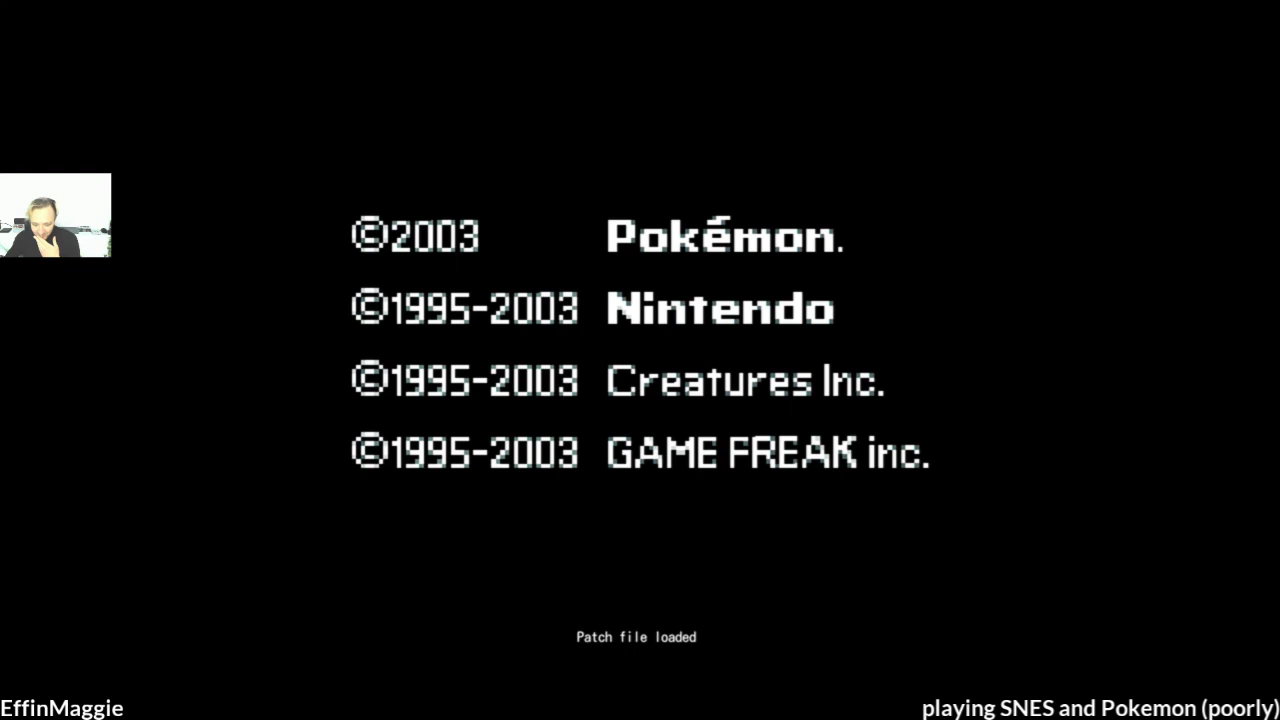 ©2003 Pokémon.
©1995-2003 Nintendo
©1995-2003 Creatures Inc.
©1995-2003 GAME FREAK inc.
Patch file loaded
EffinMaggie playing SNES and Pokemon (poorly)